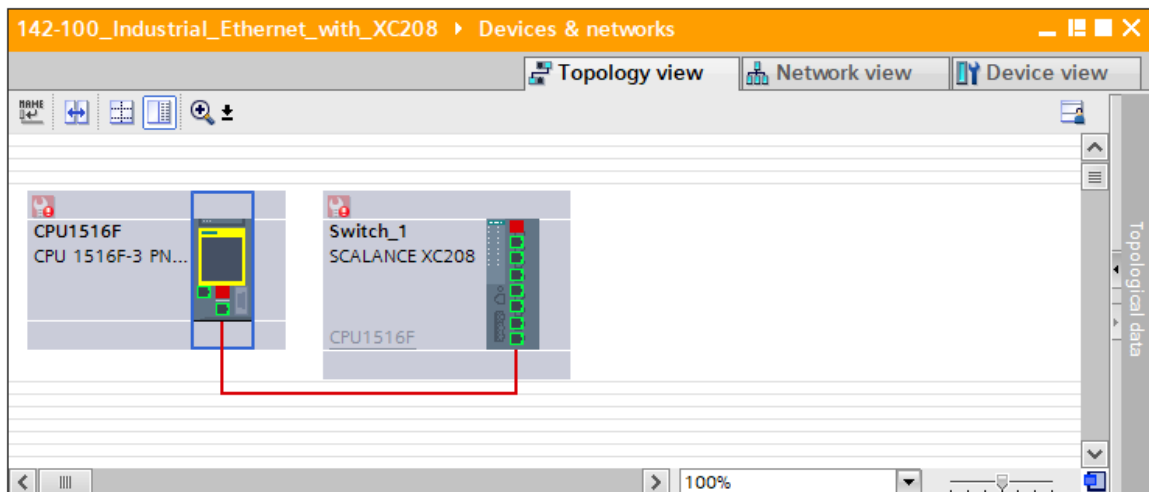 142-100_Industrial_Ethernet_with_XC208 ▸ Devices & networks
Topology view
Network view
Device view
NAME
CPU1516F
CPU 1516F-3 PN...
Switch_1
SCALANCE XC208
CPU1516F
Topological data
100%